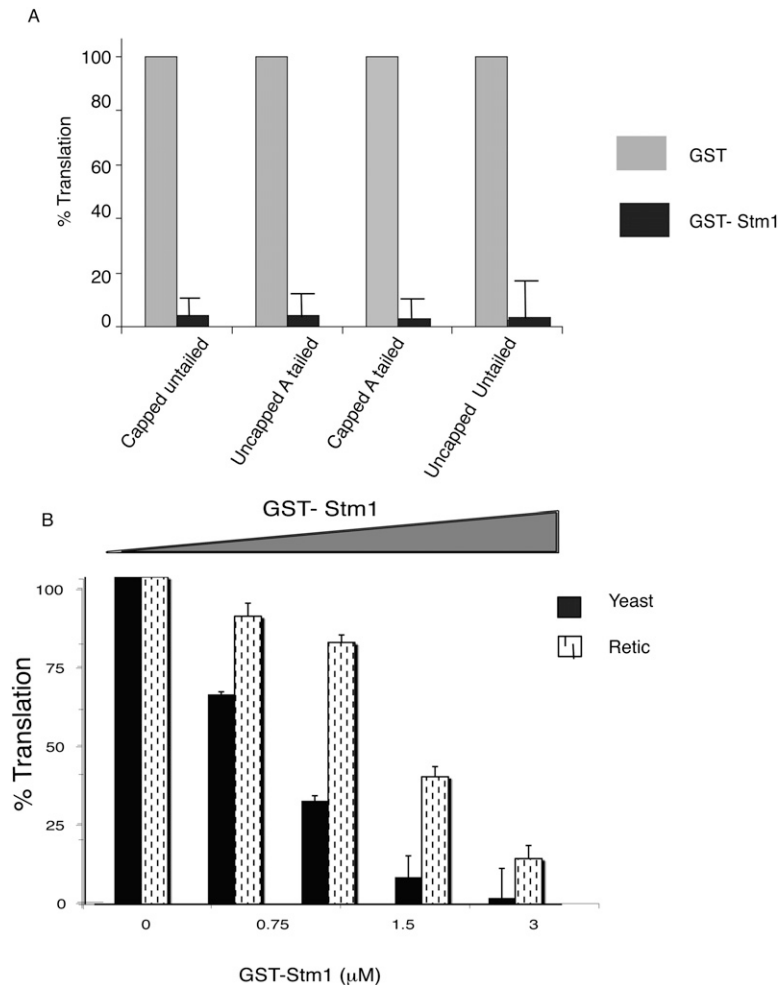 A
100
80
60
40
20
0
% Translation
GST
GST- Stm1
Capped untailed
Uncapped A tailed
Capped A tailed
Uncapped Untailed
B
GST- Stm1
100
75
50
25
0
% Translation
Yeast
Retic
0 0.75 1.5 3
GST-Stm1 (μM)